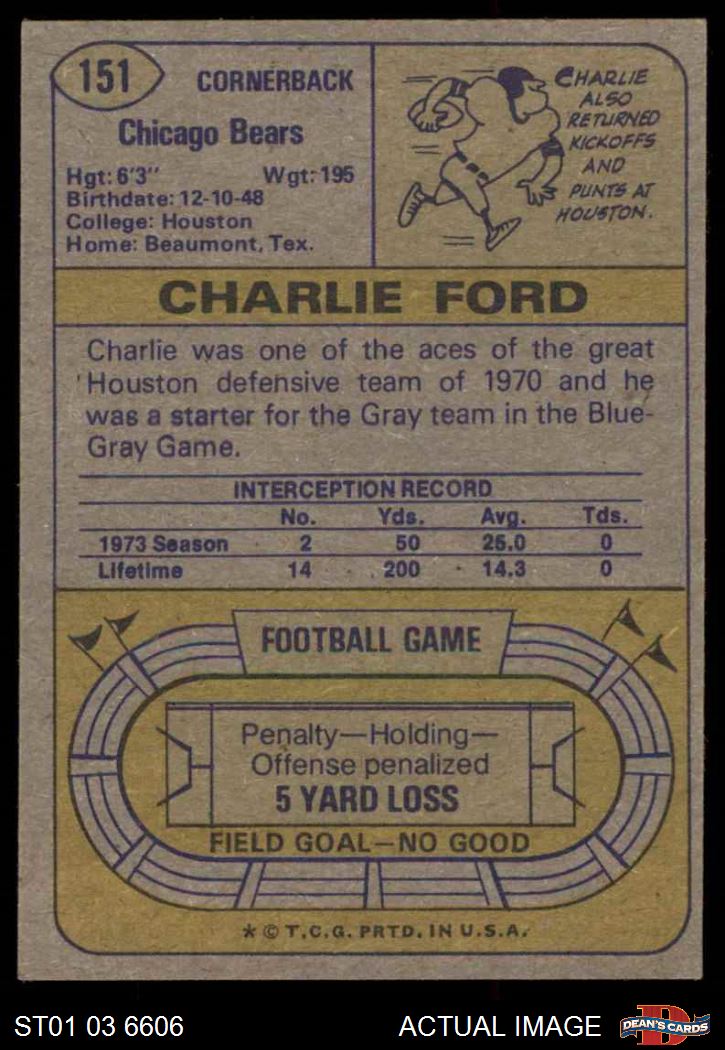 151
CORNERBACK
Chicago Bears
Hgt: 6'3" Wgt: 195
Birthdate: 12-10-48
College: Houston
Home: Beaumont, Tex.
CHARLIE
ALSO
RETURNED
KICKOFFS
AND
PUNTS AT
HOUSTON.
CHARLIE FORD
Charlie was one of the aces of the great
Houston defensive team of 1970 and he
was a starter for the Gray team in the Blue-
Gray Game.
INTERCEPTION RECORD
No. Yds. Avg. Tds.
1973 Season 2 50 25.0 0
Lifetime 14 200 14.3 0
FOOTBALL GAME
Penalty—Holding—
Offense penalized
5 YARD LOSS
FIELD GOAL—NO GOOD
* © T.C.G. PRTD. IN U.S.A.
ST01 03 6606 ACTUAL IMAGE
D
DEAN'S CARDS